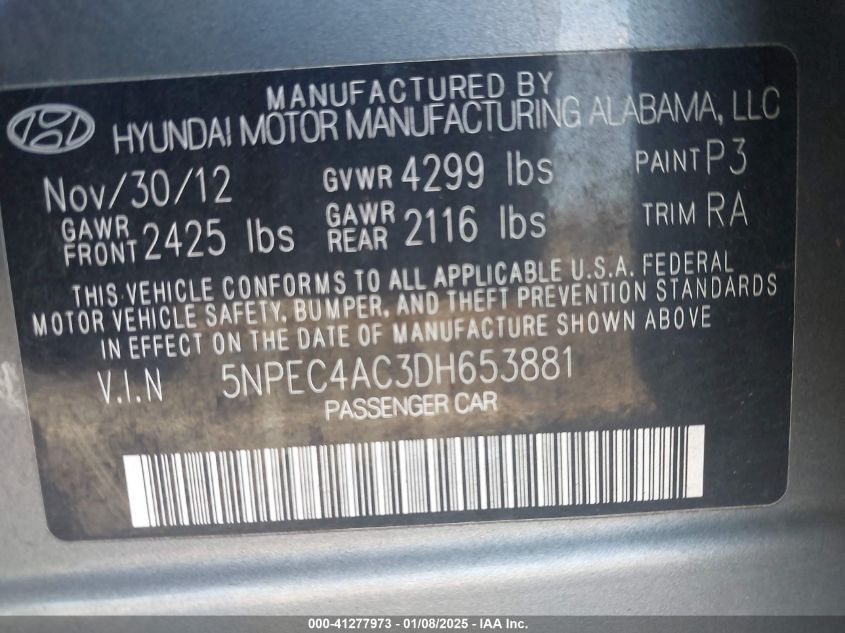 MANUFACTURED BY
HYUNDAI MOTOR MANUFACTURING ALABAMA, LLC
Nov/30/12 GVWR 4299 lbs PAINT P3
GAWR FRONT 2425 lbs GAWR REAR 2116 lbs TRIM RA
THIS VEHICLE CONFORMS TO ALL APPLICABLE U.S.A. FEDERAL
MOTOR VEHICLE SAFETY, BUMPER, AND THEFT PREVENTION STANDARDS
IN EFFECT ON THE DATE OF MANUFACTURE SHOWN ABOVE
V.I.N 5NPEC4AC3DH653881
PASSENGER CAR
000-41277973 - 01/08/2025 - IAA Inc.